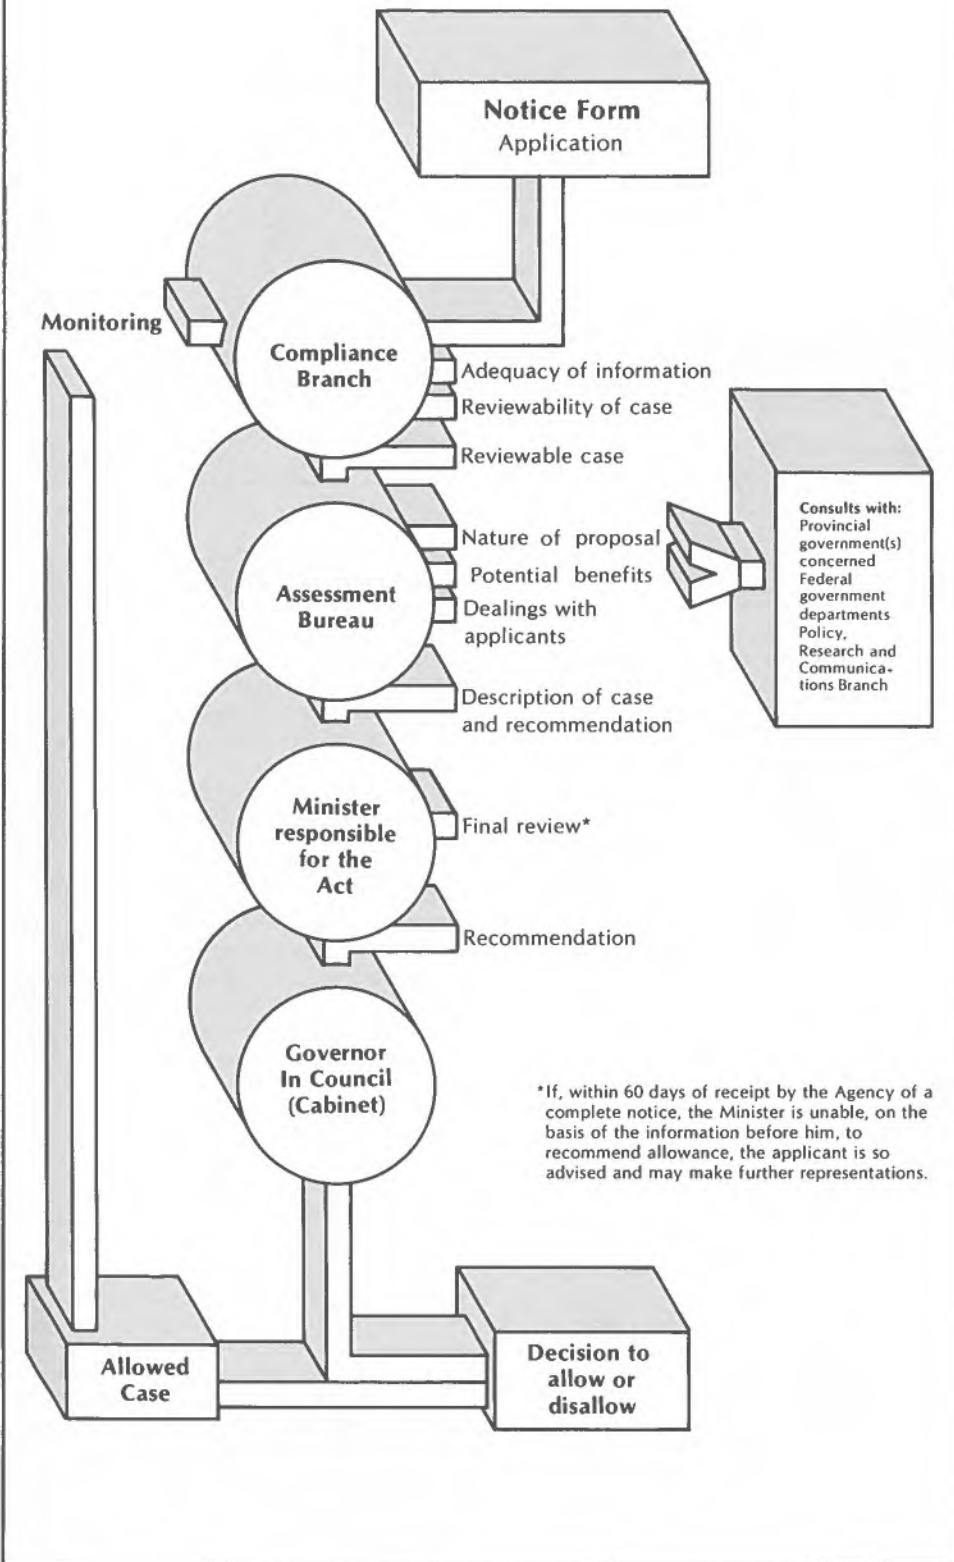 Notice Form
Application
Monitoring
Compliance
Branch
Adequacy of information
Reviewability of case
Reviewable case
Assessment
Bureau
Nature of proposal
Potential benefits
Dealings with
applicants
Description of case
and recommendation
Consults with:
Provincial
government(s)
concerned
Federal
government
departments
Policy,
Research and
Communica-
tions Branch
Minister
responsible
for the
Act
Final review*
Recommendation
Governor
In Council
(Cabinet)
*If, within 60 days of receipt by the Agency of a
complete notice, the Minister is unable, on the
basis of the information before him, to
recommend allowance, the applicant is so
advised and may make further representations.
Allowed
Case
Decision to
allow or
disallow